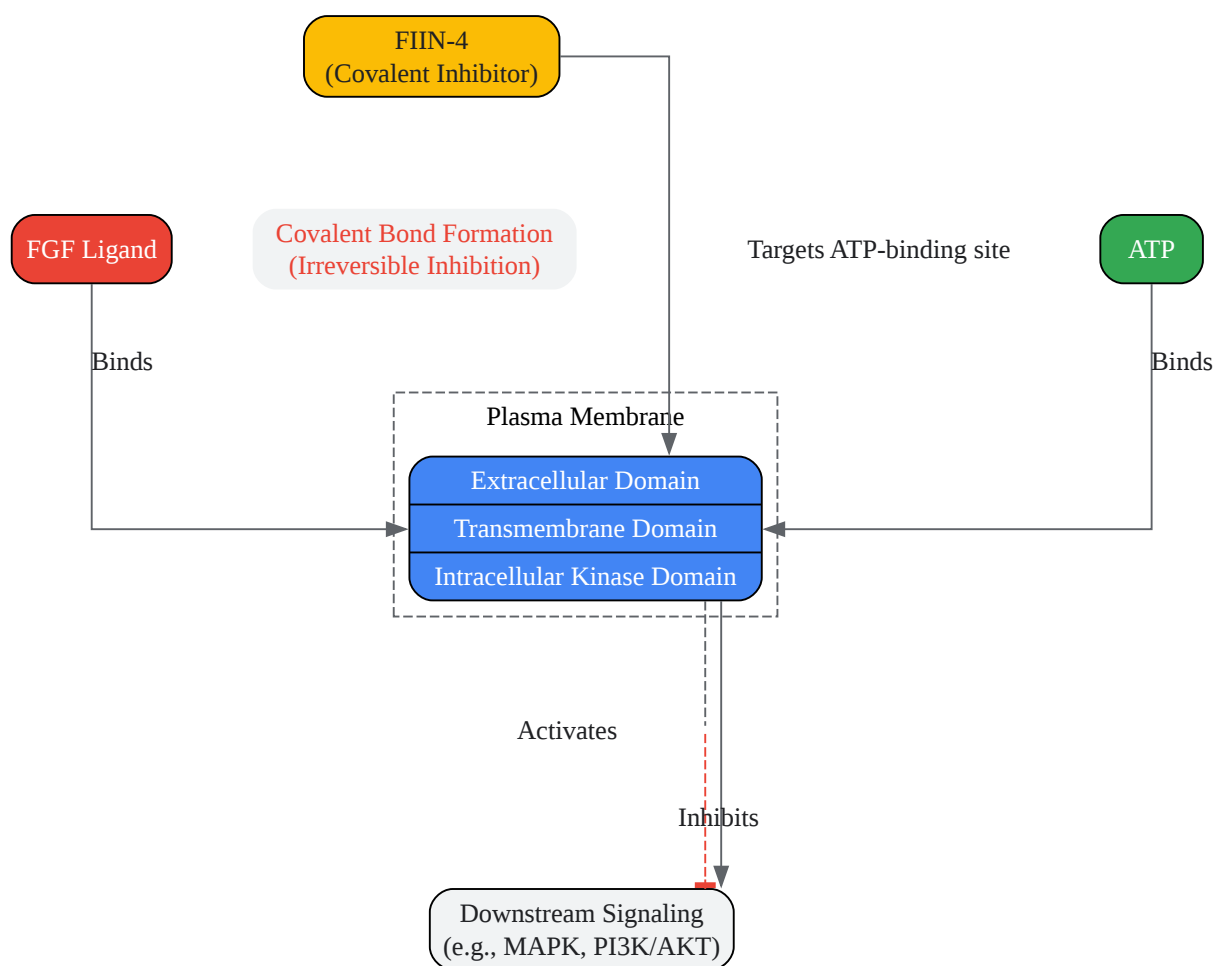 FIIN-4
(Covalent Inhibitor)
FGF Ligand
Covalent Bond Formation
(Irreversible Inhibition)
Targets ATP-binding site
ATP
Binds
Binds
Plasma Membrane
Extracellular Domain
Transmembrane Domain
Intracellular Kinase Domain
Activates
Inhibits
Downstream Signaling
(e.g., MAPK, PI3K/AKT)